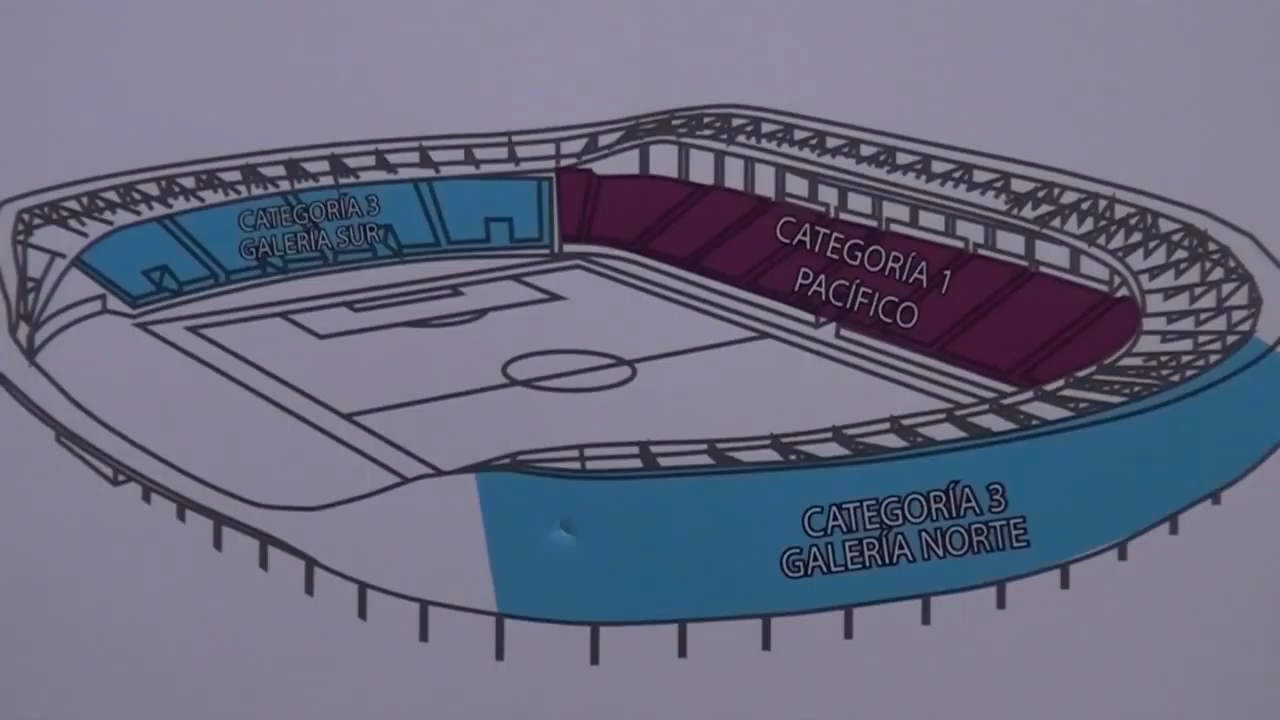 CATEGORÍA 3
GALERÍA SUR
CATEGORÍA 1
PACÍFICO
CATEGORÍA 3
GALERÍA NORTE